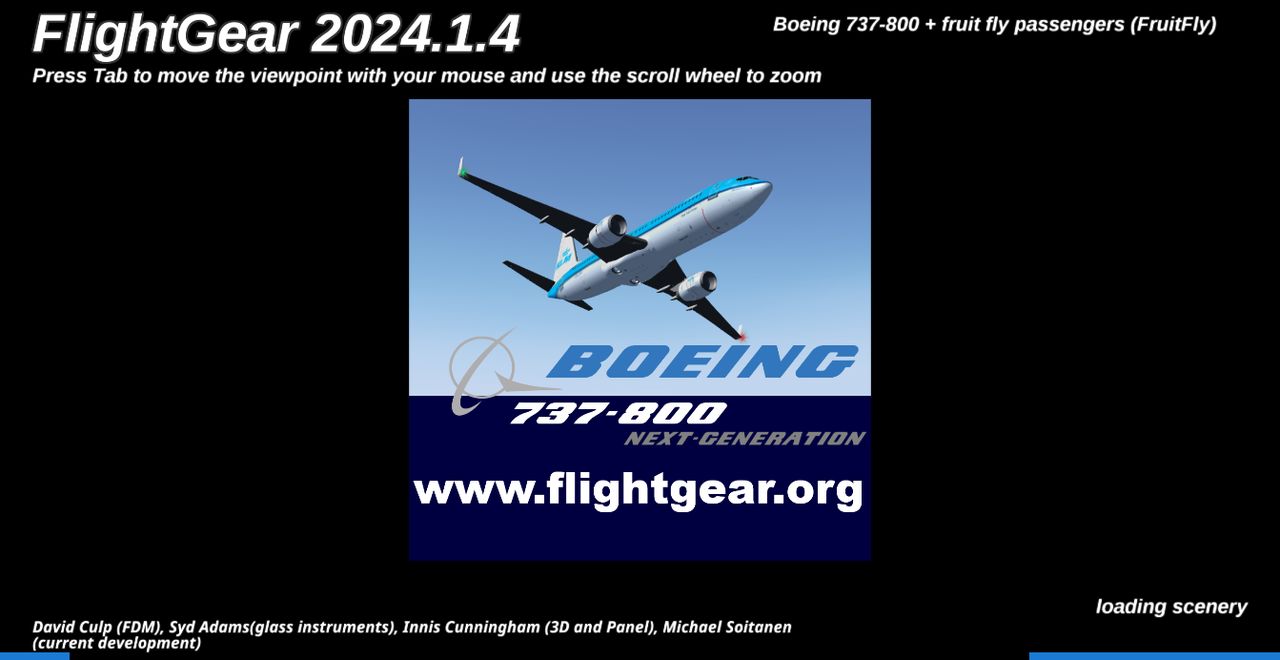 FlightGear 2024.1.4
Boeing 737-800 + fruit fly passengers (FruitFly)
Press Tab to move the viewpoint with your mouse and use the scroll wheel to zoom
BOEING
737-800
NEXT-GENERATION
www.flightgear.org
loading scenery
David Culp (FDM), Syd Adams(glass instruments), Innis Cunningham (3D and Panel), Michael Soitanen
(current development)